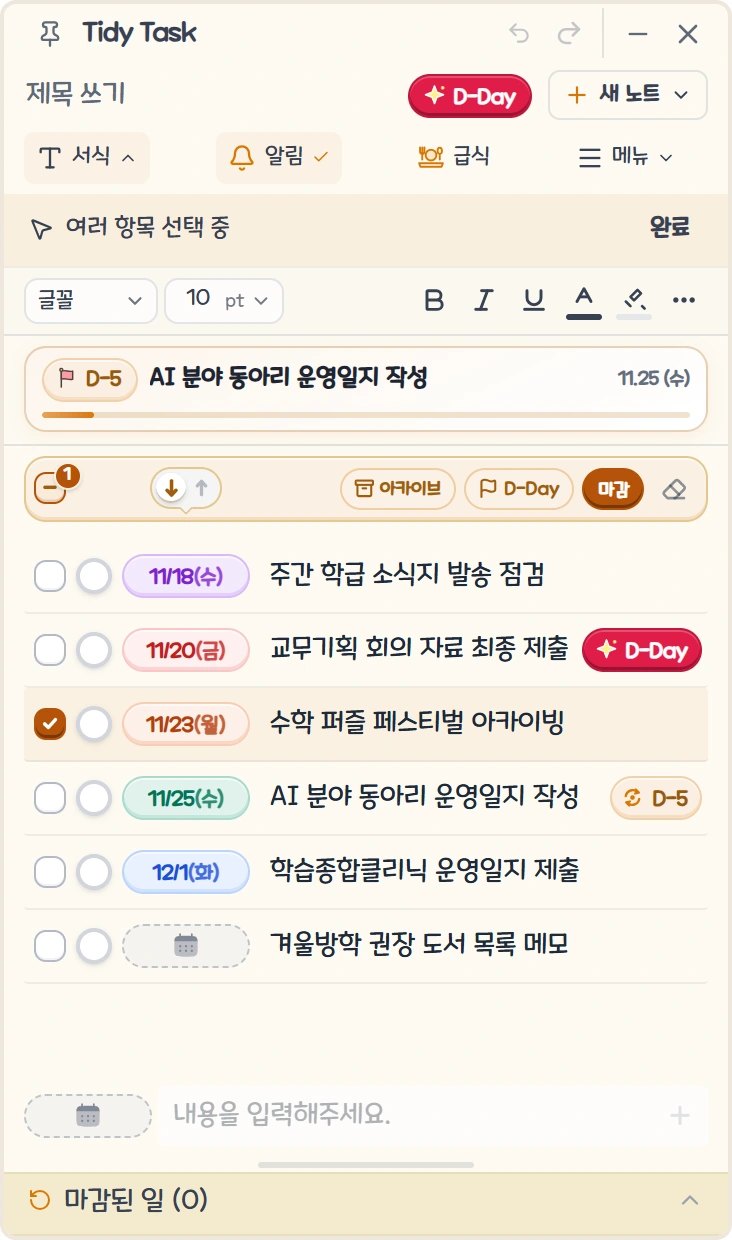 Tidy Task
제목 쓰기 D-Day 새 노트
서식 알림 급식 메뉴
여러 항목 선택 중 완료
글꼴 10 pt B I U A
D-5 AI 분야 동아리 운영일지 작성 11.25 (수)
1 아카이브 D-Day 마감
11/18(수) 주간 학급 소식지 발송 점검
11/20(금) 교무기획 회의 자료 최종 제출 D-Day
11/23(월) 수학 퍼즐 페스티벌 아카이빙
11/25(수) AI 분야 동아리 운영일지 작성 D-5
12/1(화) 학습종합클리닉 운영일지 제출
겨울방학 권장 도서 목록 메모
내용을 입력해주세요.
마감된 일 (0)